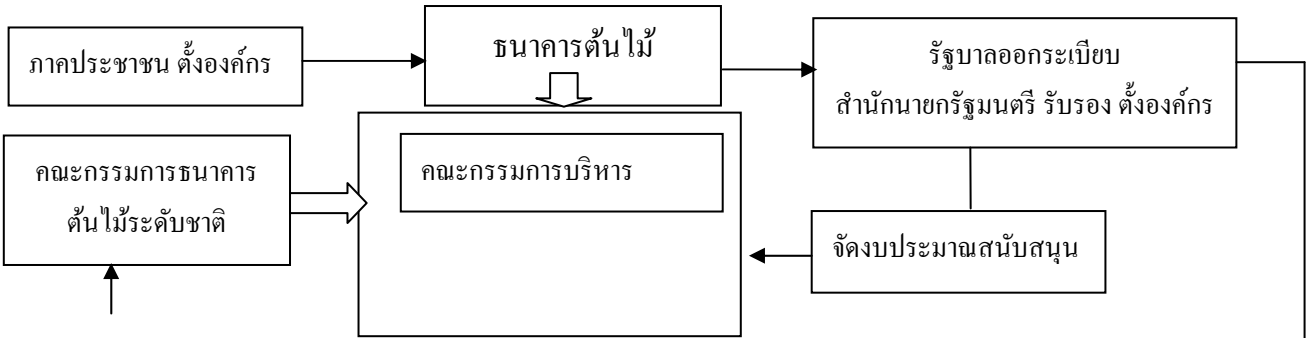 ภาคประชาชน ตั้งองค์กร
ธนาคารต้นไม้
รัฐบาลออกระเบียบ
สำนักนายกรัฐมนตรี รับรอง ตั้งองค์กร
คณะกรรมการธนาคาร
ต้นไม้ระดับชาติ
คณะกรรมการบริหาร
จัดงบประมาณสนับสนุน